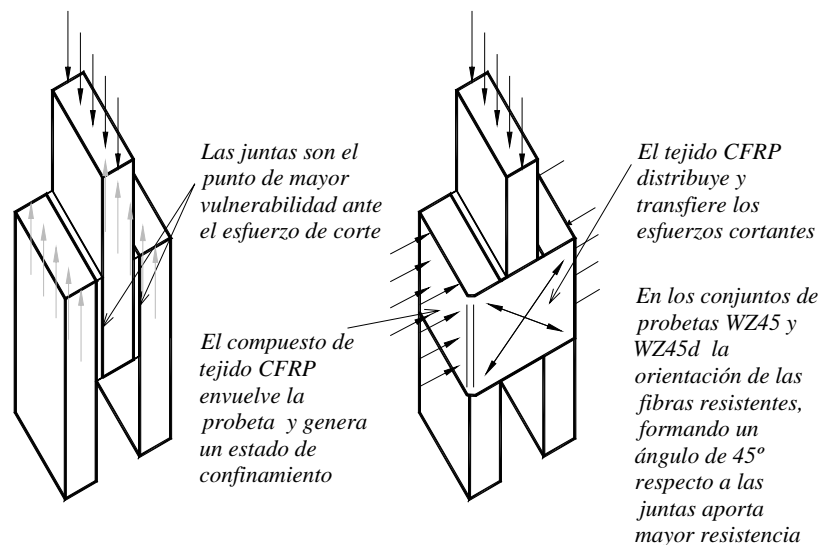 Las juntas son el
punto de mayor
vulnerabilidad ante
el esfuerzo de corte
El compuesto de
tejido CFRP
envuelve la
probeta y genera
un estado de
confinamiento
El tejido CFRP
distribuye y
transfiere los
esfuerzos cortantes
En los conjuntos de
probetas WZ45 y
WZ45d la
orientación de las
fibras resistentes,
formando un
ángulo de 45º
respecto a las
juntas aporta
mayor resistencia